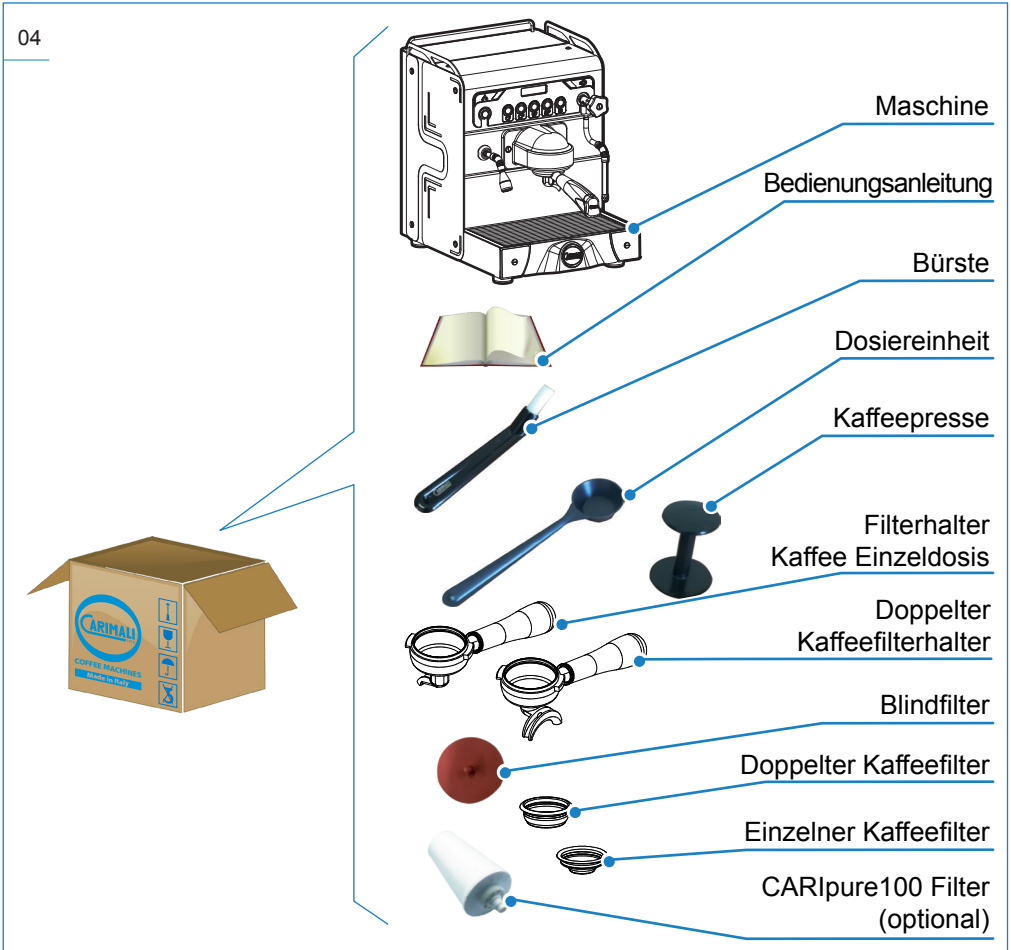 04
Maschine
Bedienungsanleitung
Bürste
Dosiereinheit
Kaffeepresse
Filterhalter
Kaffee Einzeldosis
Doppelter
Kaffeefilterhalter
Blindfilter
Doppelter Kaffeefilter
Einzelner Kaffeefilter
CARIpure100 Filter
(optional)
CARIMALI
COFFEE MACHINES
Made in Italy
CARIMALI